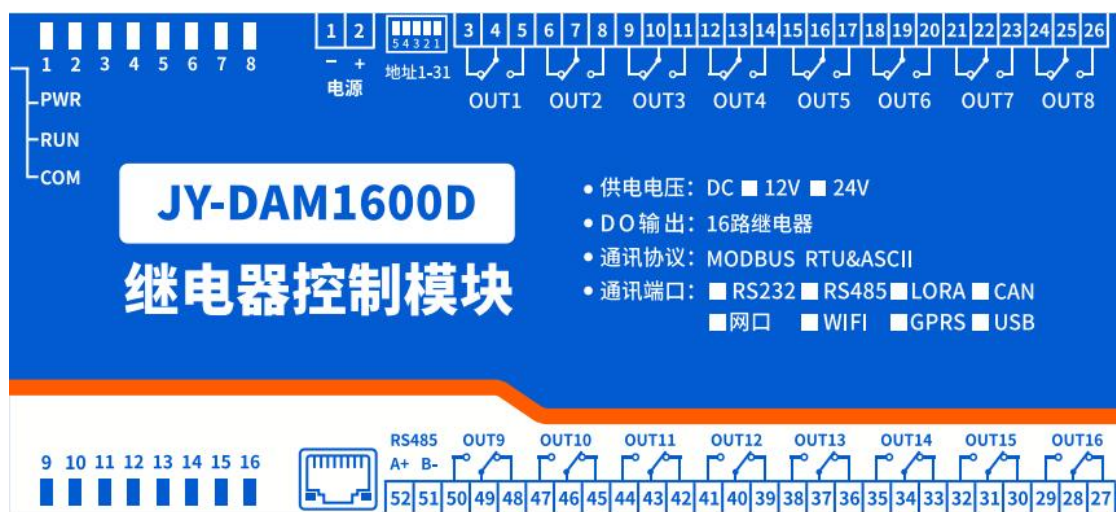 1 2 3 4 5 6 7 8
PWR
RUN
COM
1 2
- +
电源
5 4 3 2 1
地址1-31
3 4 5 6 7 8 9 10 11 12 13 14 15 16 17 18 19 20 21 22 23 24 25 26
OUT1 OUT2 OUT3 OUT4 OUT5 OUT6 OUT7 OUT8
JY-DAM1600D
继电器控制模块
• 供电电压：DC 12V 24V
• DO输出：16路继电器
• 通讯协议：MODBUS RTU&ASCII
• 通讯端口：RS232 RS485 LORA CAN
网口 WIFI GPRS USB
9 10 11 12 13 14 15 16
RS485 OUT9 OUT10 OUT11 OUT12 OUT13 OUT14 OUT15 OUT16
A+ B-
52 51 50 49 48 47 46 45 44 43 42 41 40 39 38 37 36 35 34 33 32 31 30 29 28 27